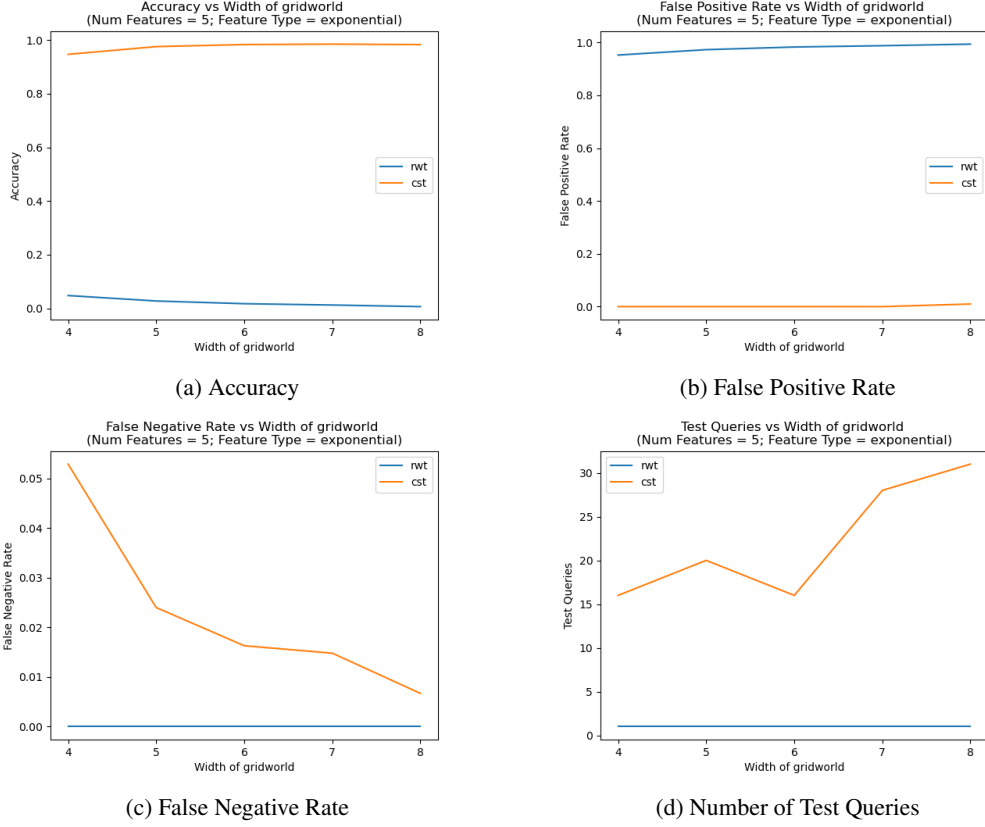 Accuracy vs Width of gridworld
(Num Features = 5; Feature Type = exponential)
1.0
0.8
0.6
0.4
0.2
0.0
Accuracy
rwt
cst
4
5
6
7
8
Width of gridworld
(a) Accuracy
False Positive Rate vs Width of gridworld
(Num Features = 5; Feature Type = exponential)
1.0
0.8
0.6
0.4
0.2
0.0
False Positive Rate
rwt
cst
4
5
6
7
8
Width of gridworld
(b) False Positive Rate
False Negative Rate vs Width of gridworld
(Num Features = 5; Feature Type = exponential)
0.05
0.04
0.03
0.02
0.01
0.00
False Negative Rate
rwt
cst
4
5
6
7
8
Width of gridworld
(c) False Negative Rate
Test Queries vs Width of gridworld
(Num Features = 5; Feature Type = exponential)
30
25
20
15
10
5
0
Test Queries
rwt
cst
4
5
6
7
8
Width of gridworld
(d) Number of Test Queries